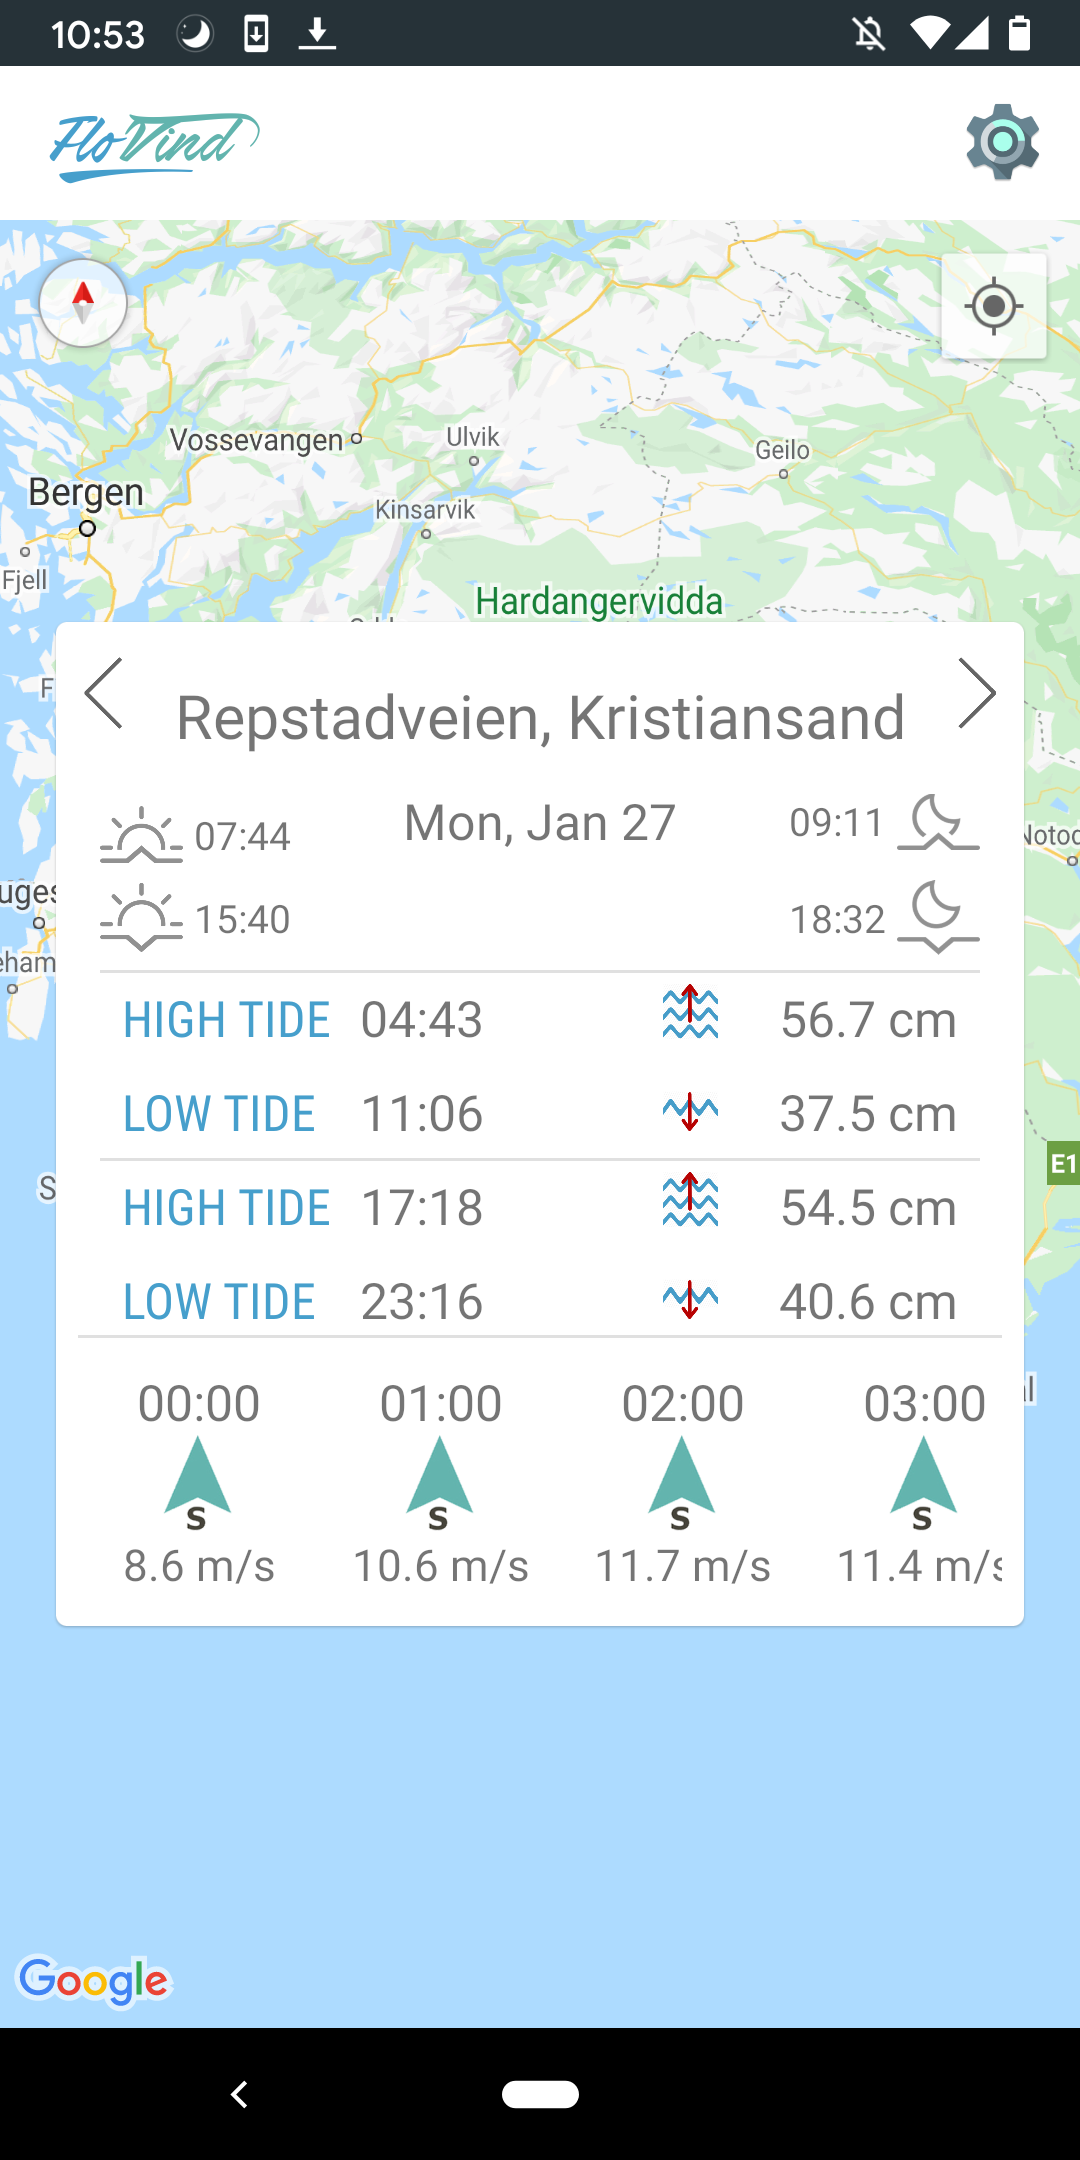 10:53
FloVind
Vossevangen
Ulvik
Geilo
Bergen
Kinsarvik
Fjell
Hardangervidda
F
Repstadveien, Kristiansand
07:44
Mon, Jan 27
09:11
Notod
uges
15:40
18:32
eham
HIGH TIDE 04:43 56.7 cm
LOW TIDE 11:06 37.5 cm
E1
S
HIGH TIDE 17:18 54.5 cm
LOW TIDE 23:16 40.6 cm
00:00 01:00 02:00 03:00
S S S S
8.6 m/s 10.6 m/s 11.7 m/s 11.4 m/s
Google